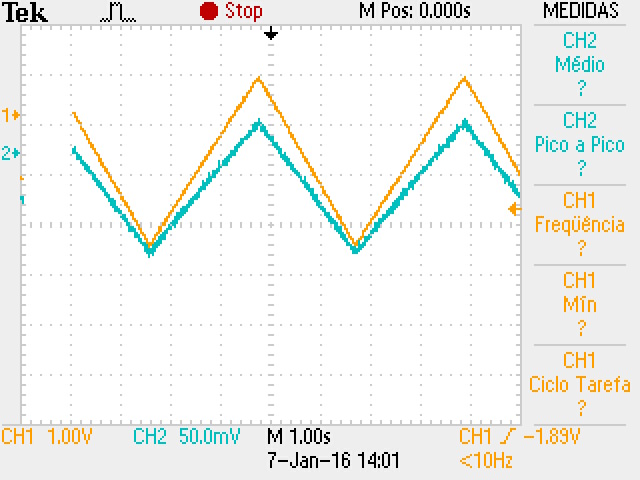 Tek Stop M Pos: 0.000s MEDIDAS
CH2
Médio
?
CH2
Pico a Pico
?
CH1
Freqüência
?
CH1
Mín
?
CH1
Ciclo Tarefa
?
1
2
CH1 1.00V CH2 50.0mV M 1.00s CH1 -1.89V
7-Jan-16 14:01 <10Hz